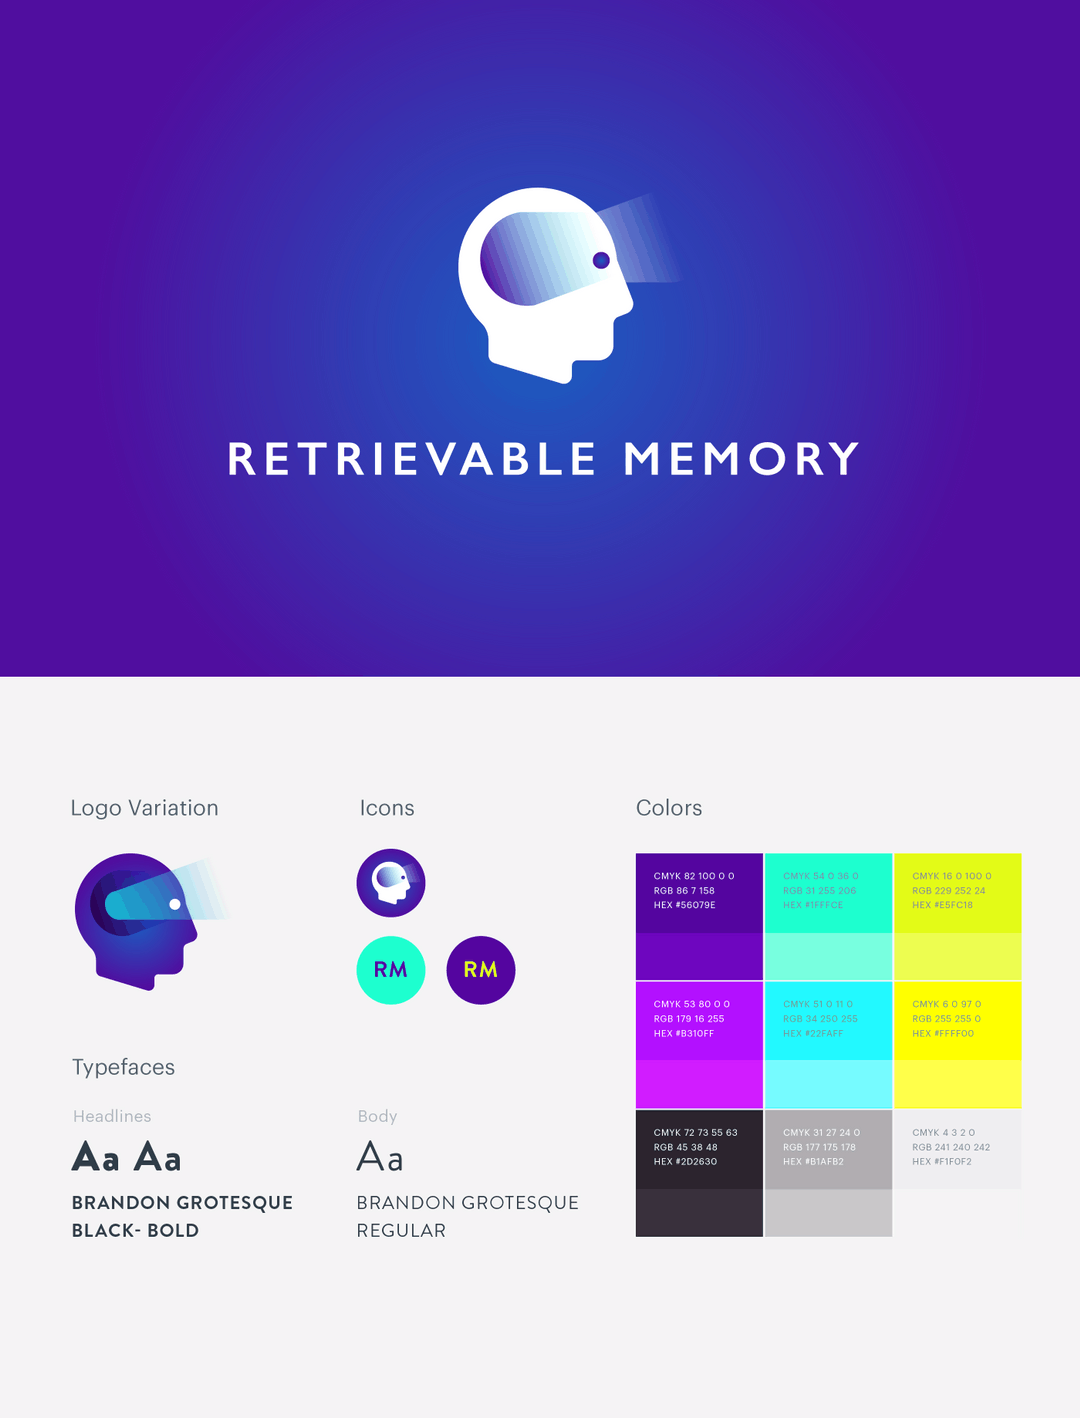 RETRIEVABLE MEMORY
Logo Variation
Icons
Colors
RM
RM
CMYK 82 100 0 0
RGB 86 7 158
HEX #56079E
CMYK 54 0 36 0
RGB 31 255 206
HEX #1FFFCE
CMYK 16 0 100 0
RGB 229 252 24
HEX #E5FC18
CMYK 53 80 0 0
RGB 179 16 255
HEX #B310FF
CMYK 51 0 11 0
RGB 34 250 255
HEX #22FAFF
CMYK 6 0 97 0
RGB 255 255 0
HEX #FFFF00
CMYK 72 73 55 63
RGB 45 38 48
HEX #2D2630
CMYK 31 27 24 0
RGB 177 175 178
HEX #B1AFB2
CMYK 4 3 2 0
RGB 241 240 242
HEX #F1F0F2
Typefaces
Headlines
Aa Aa
BRANDON GROTESQUE
BLACK- BOLD
Body
Aa
BRANDON GROTESQUE
REGULAR